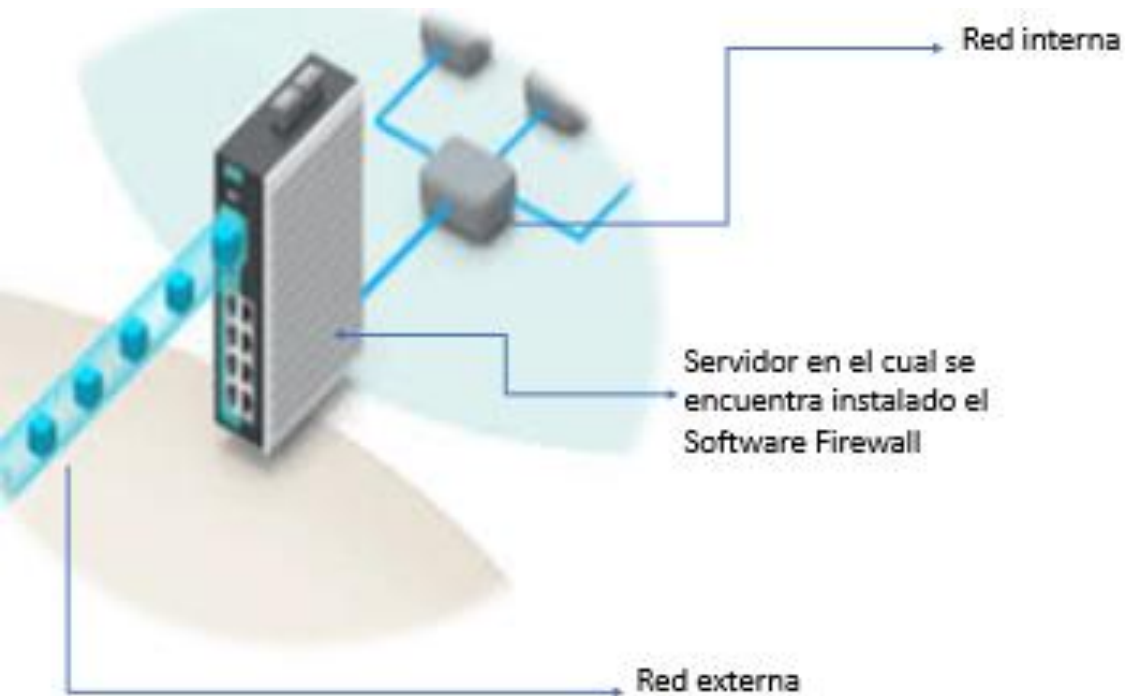 Red interna
Servidor en el cual se
encuentra instalado el
Software Firewall
Red externa